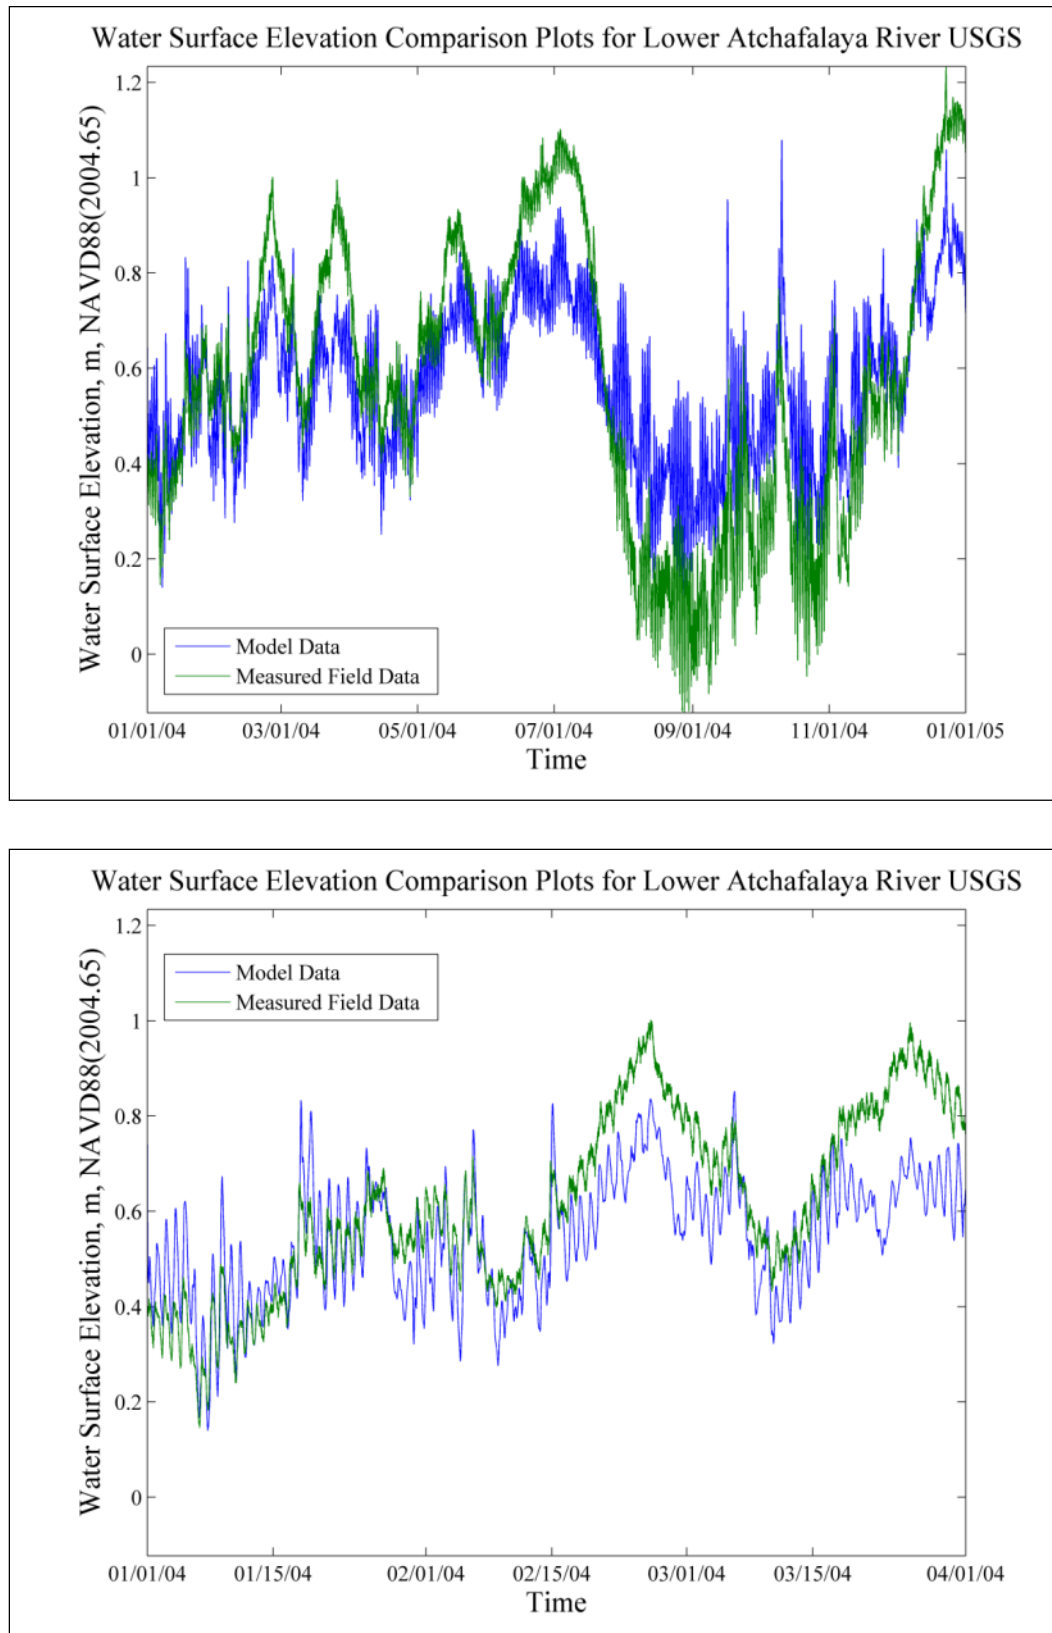 Water Surface Elevation Comparison Plots for Lower Atchafalaya River USGS
Water Surface Elevation, m, NAVD88(2004.65)
1.2
1
0.8
0.6
0.4
0.2
0
Model Data
Measured Field Data
01/01/04 03/01/04 05/01/04 07/01/04 09/01/04 11/01/04 01/01/05
Time
Water Surface Elevation Comparison Plots for Lower Atchafalaya River USGS
Water Surface Elevation, m, NAVD88(2004.65)
1.2
Model Data
Measured Field Data
1
0.8
0.6
0.4
0.2
0
01/01/04 01/15/04 02/01/04 02/15/04 03/01/04 03/15/04 04/01/04
Time